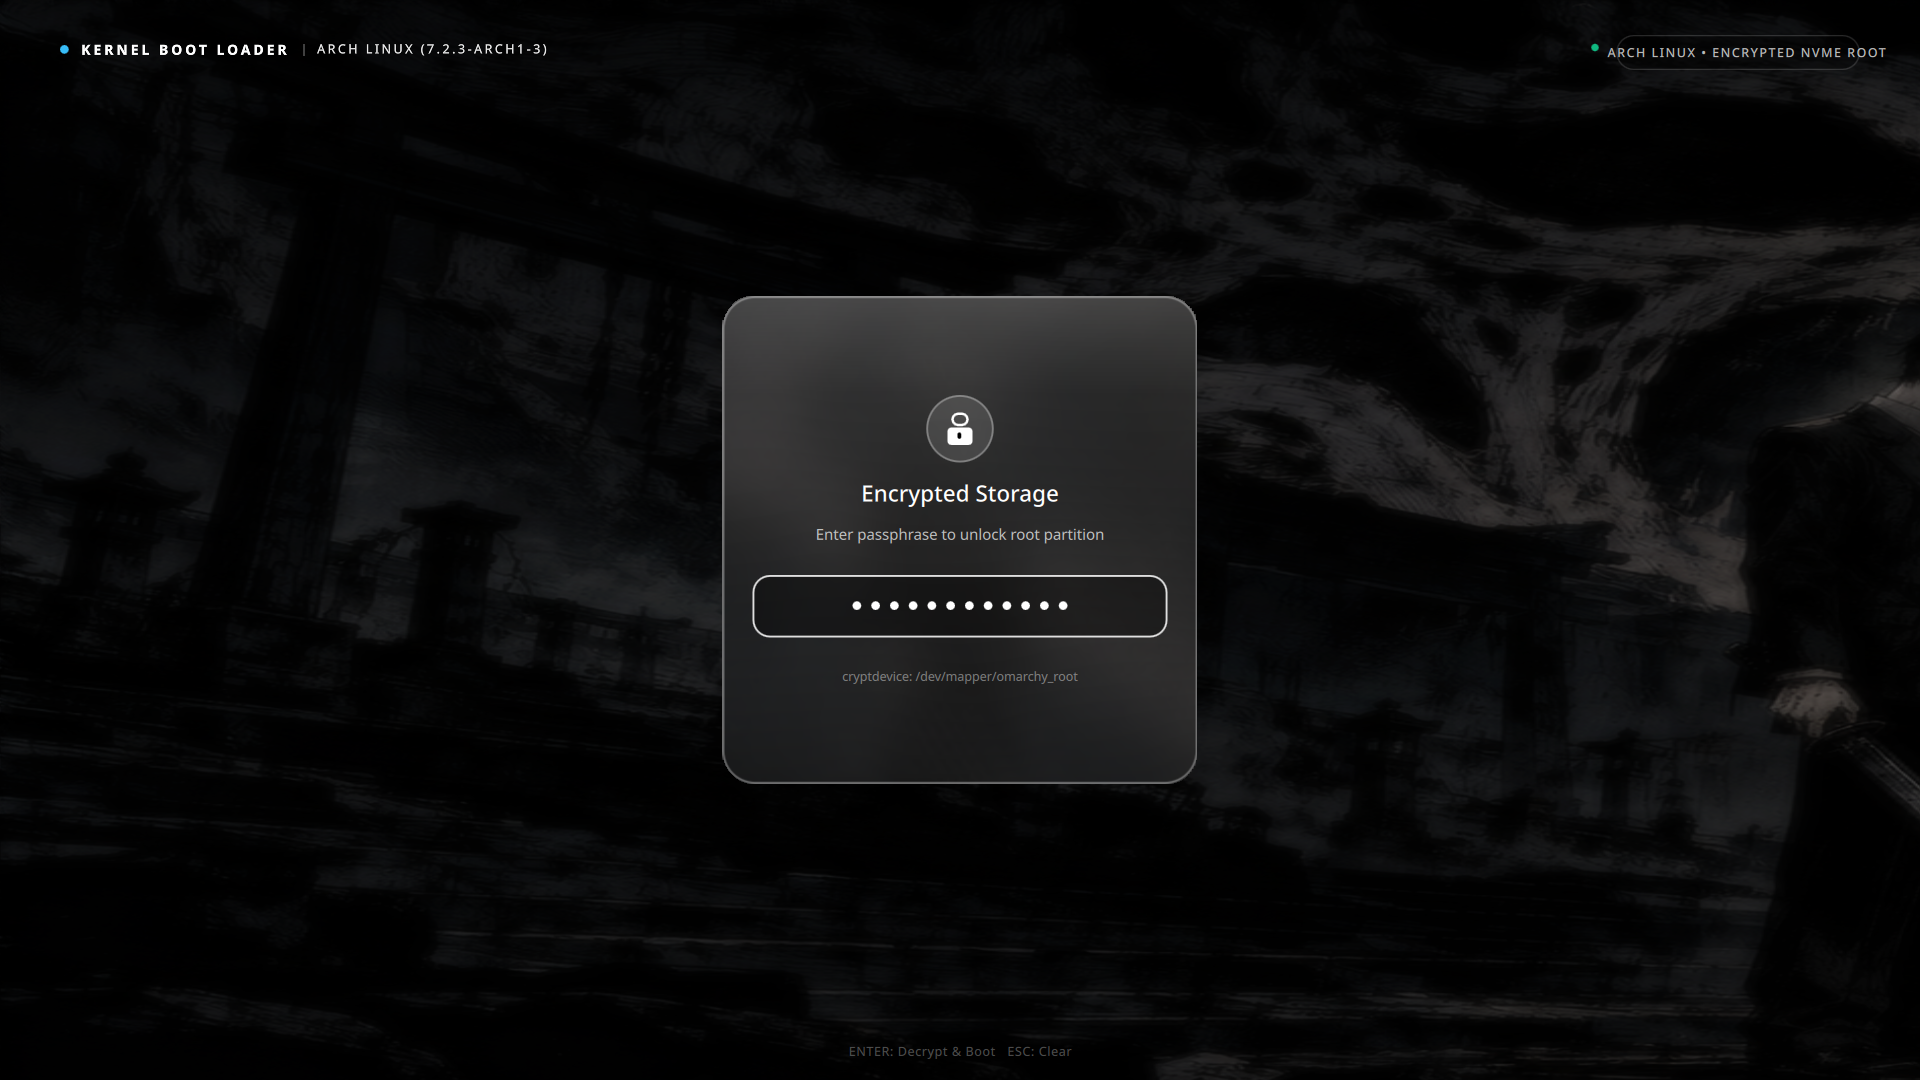 KERNEL BOOT LOADER | ARCH LINUX (7.2.3-ARCH1-3)
ARCH LINUX • ENCRYPTED NVME ROOT
Encrypted Storage
Enter passphrase to unlock root partition
cryptdevice: /dev/mapper/omarchy_root
ENTER: Decrypt & Boot ESC: Clear